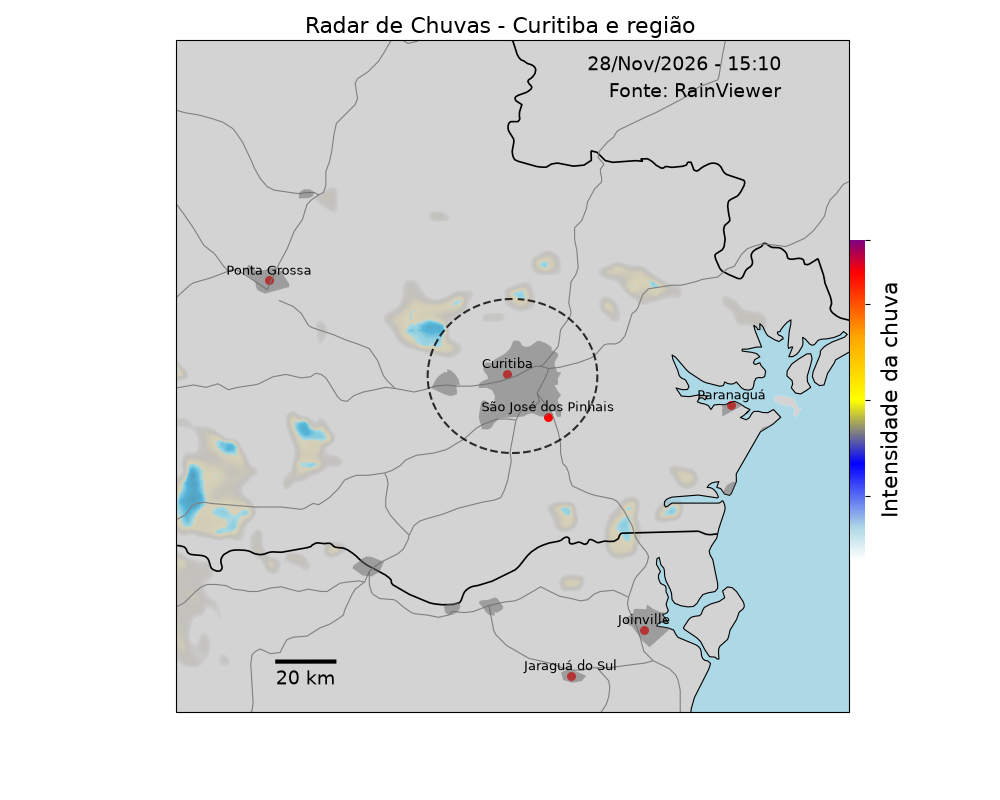 Radar de Chuvas - Curitiba e região
28/Nov/2026 - 15:10
Fonte: RainViewer
Ponta Grossa
Curitiba
Paranaguá
São José dos Pinhais
Joinville
Jaraguá do Sul
20 km
Intensidade da chuva